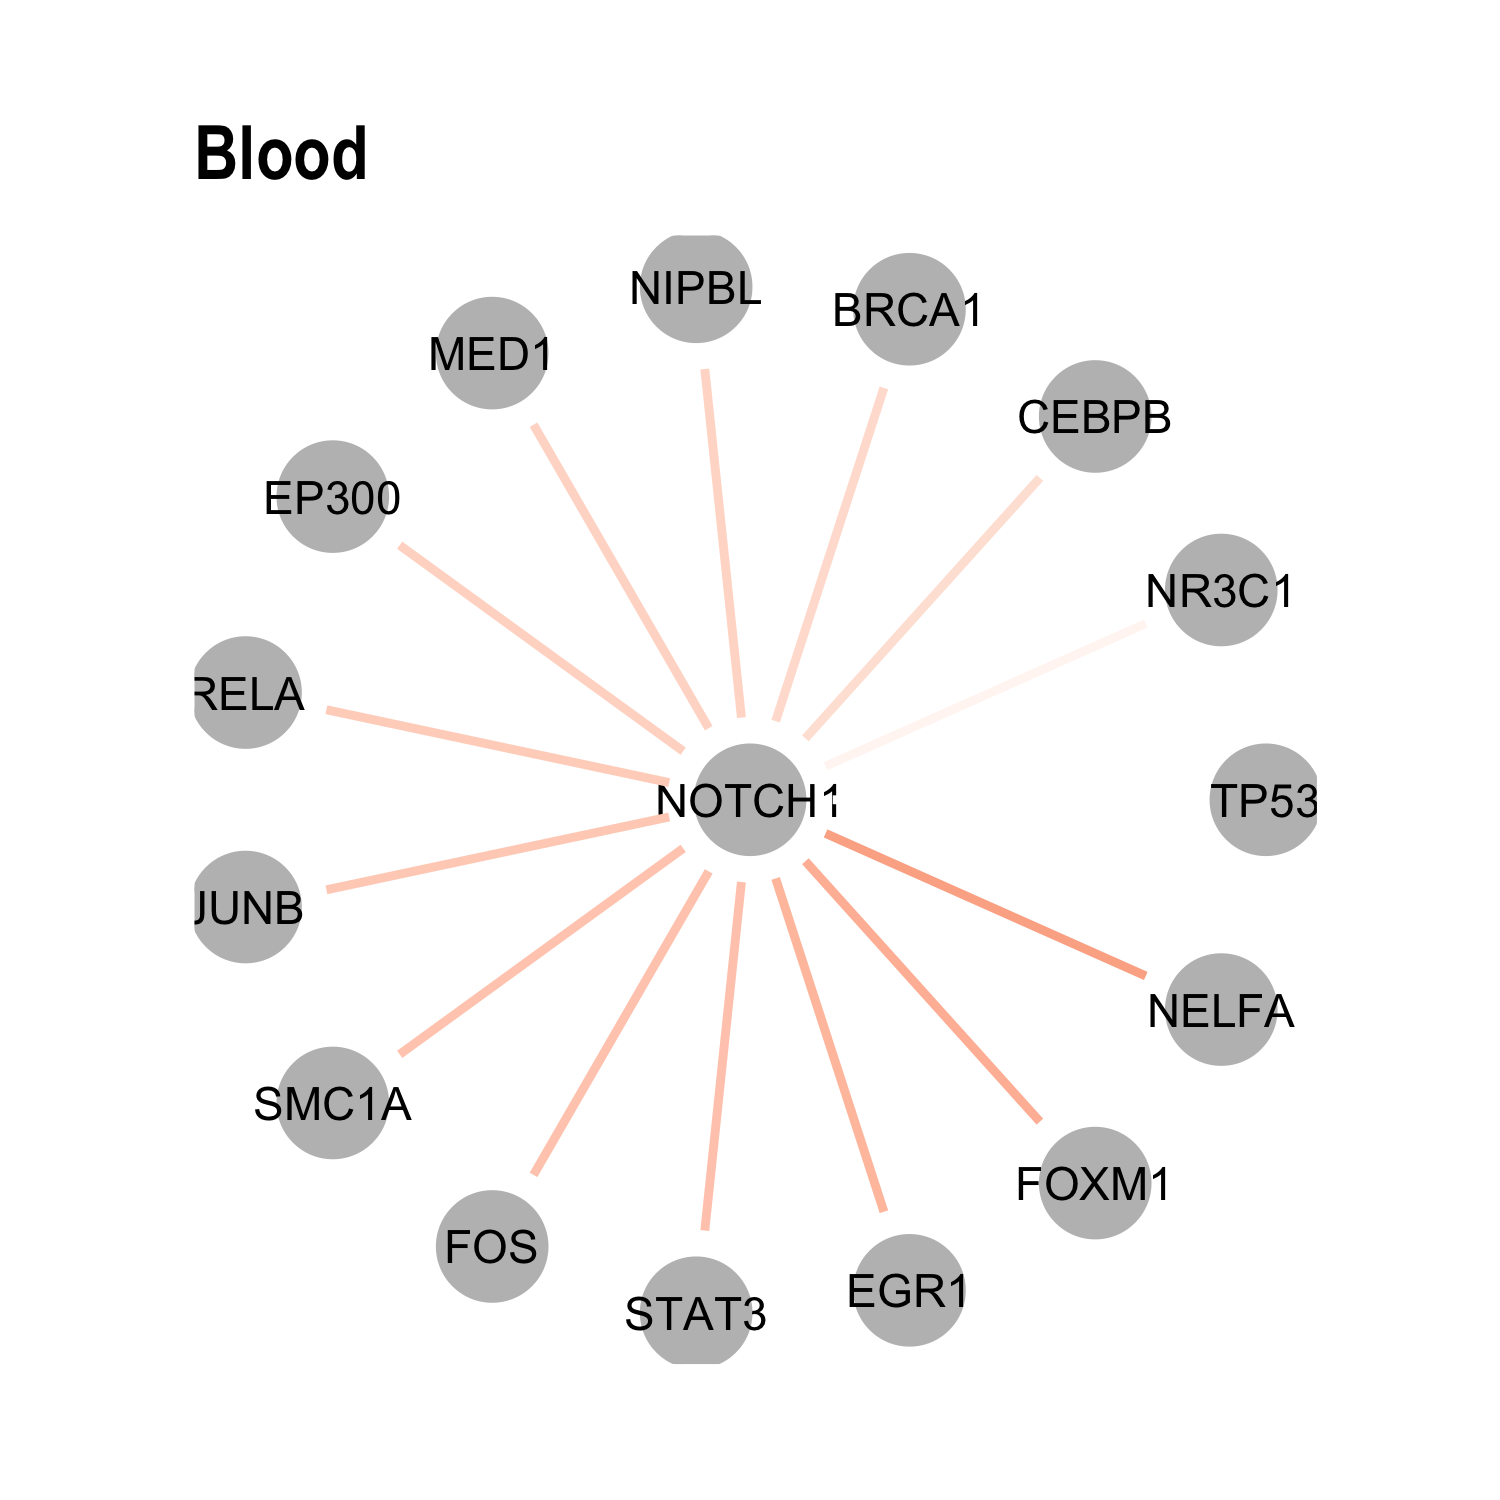 Blood
NIPBL
BRCA1
MED1
CEBPB
EP300
NR3C1
RELA
NOTCH1
TP53
JUNB
NELFA
SMC1A
FOXM1
FOS
EGR1
STAT3